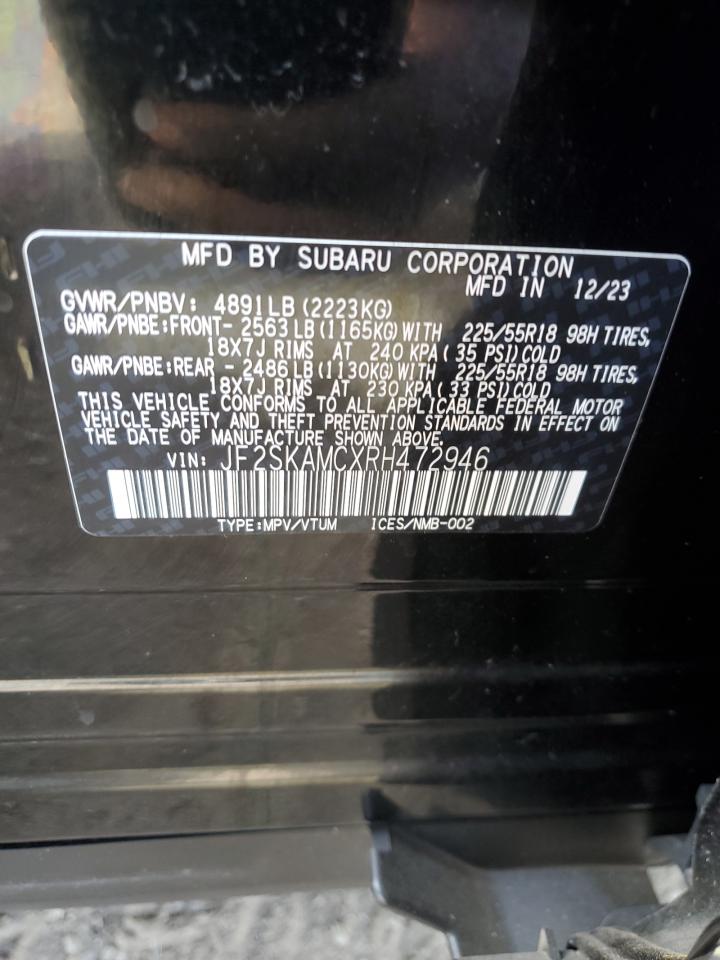 MFD BY SUBARU CORPORATION
MFD IN 12/23
GVWR/PNBV: 4891LB (2223KG)
GAWR/PNBE:FRONT- 2563LB (1165KG) WITH 225/55R18 98H TIRES,
18X7J RIMS AT 240 KPA ( 35 PSI) COLD
GAWR/PNBE:REAR - 2486LB (1130KG) WITH 225/55R18 98H TIRES,
18X7J RIMS AT 230 KPA ( 33 PSI) COLD
THIS VEHICLE CONFORMS TO ALL APPLICABLE FEDERAL MOTOR
VEHICLE SAFETY AND THEFT PREVENTION STANDARDS IN EFFECT ON
THE DATE OF MANUFACTURE SHOWN ABOVE.
VIN: JF2SKAMCXRH472946
TYPE:MPV/VTUM ICES/NMB-002